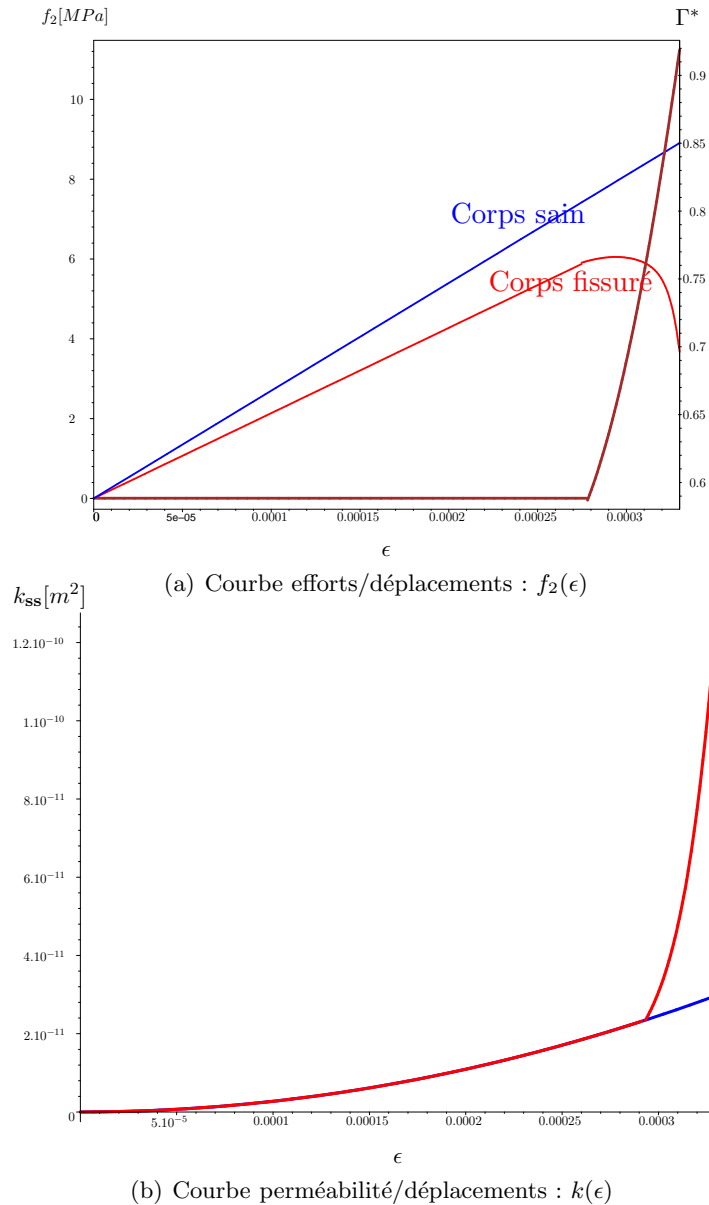 f₂[MPa] Γ*
0.9
10
0.85
8
Corps sain 0.8
6
Corps fissuré 0.75
4
0.7
2
0.65
0.6
0
0 5e−05 0.0001 0.00015 0.0002 0.00025 0.0003
ϵ
(a) Courbe efforts/déplacements : f₂(ϵ)
k_ss[m²]
1.2.10⁻¹⁰
1.10⁻¹⁰
8.10⁻¹¹
6.10⁻¹¹
4.10⁻¹¹
2.10⁻¹¹
0
5.10⁻⁵ 0.0001 0.00015 0.0002 0.00025 0.0003
ϵ
(b) Courbe perméabilité/déplacements : k(ϵ)